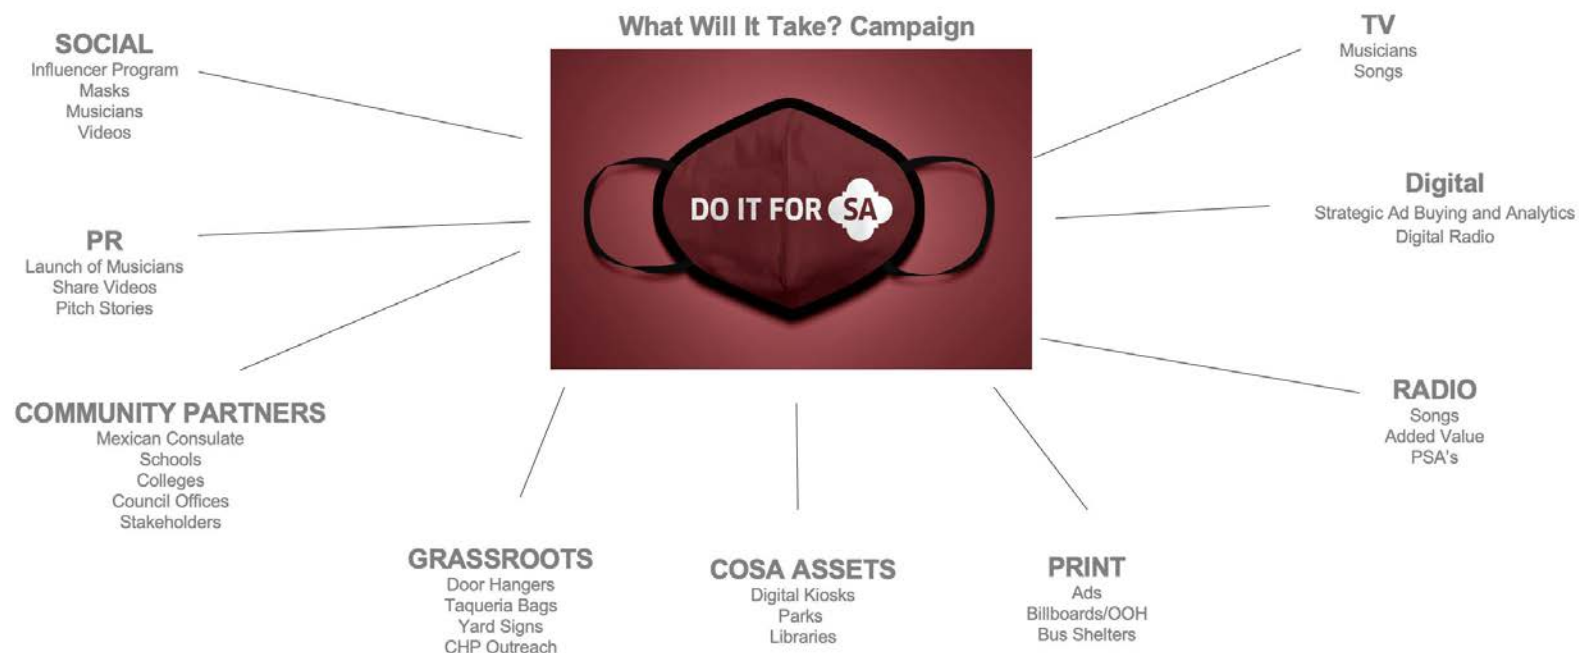 What Will It Take? Campaign
SOCIAL
Influencer Program
Masks
Musicians
Videos
PR
Launch of Musicians
Share Videos
Pitch Stories
COMMUNITY PARTNERS
Mexican Consulate
Schools
Colleges
Council Offices
Stakeholders
DO IT FOR SA
GRASSROOTS
Door Hangers
Taqueria Bags
Yard Signs
CHP Outreach
COSA ASSETS
Digital Kiosks
Parks
Libraries
PRINT
Ads
Billboards/OOH
Bus Shelters
TV
Musicians
Songs
Digital
Strategic Ad Buying and Analytics
Digital Radio
RADIO
Songs
Added Value
PSA's